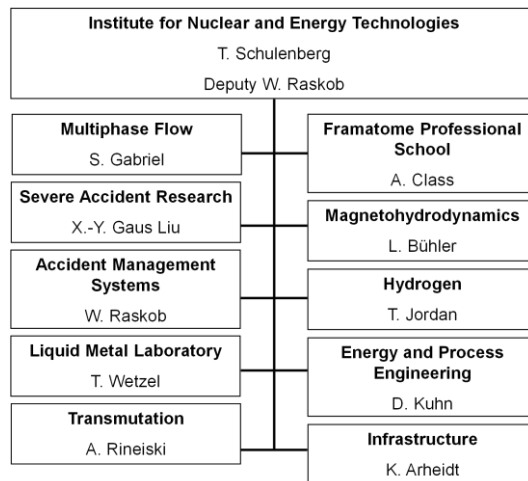 Institute for Nuclear and Energy Technologies
T. Schulenberg
Deputy W. Raskob
Multiphase Flow
S. Gabriel
Severe Accident Research
X.-Y. Gaus Liu
Accident Management
Systems
W. Raskob
Liquid Metal Laboratory
T. Wetzel
Transmutation
A. Rineiski
Framatome Professional
School
A. Class
Magnetohydrodynamics
L. Bühler
Hydrogen
T. Jordan
Energy and Process
Engineering
D. Kuhn
Infrastructure
K. Arheidt